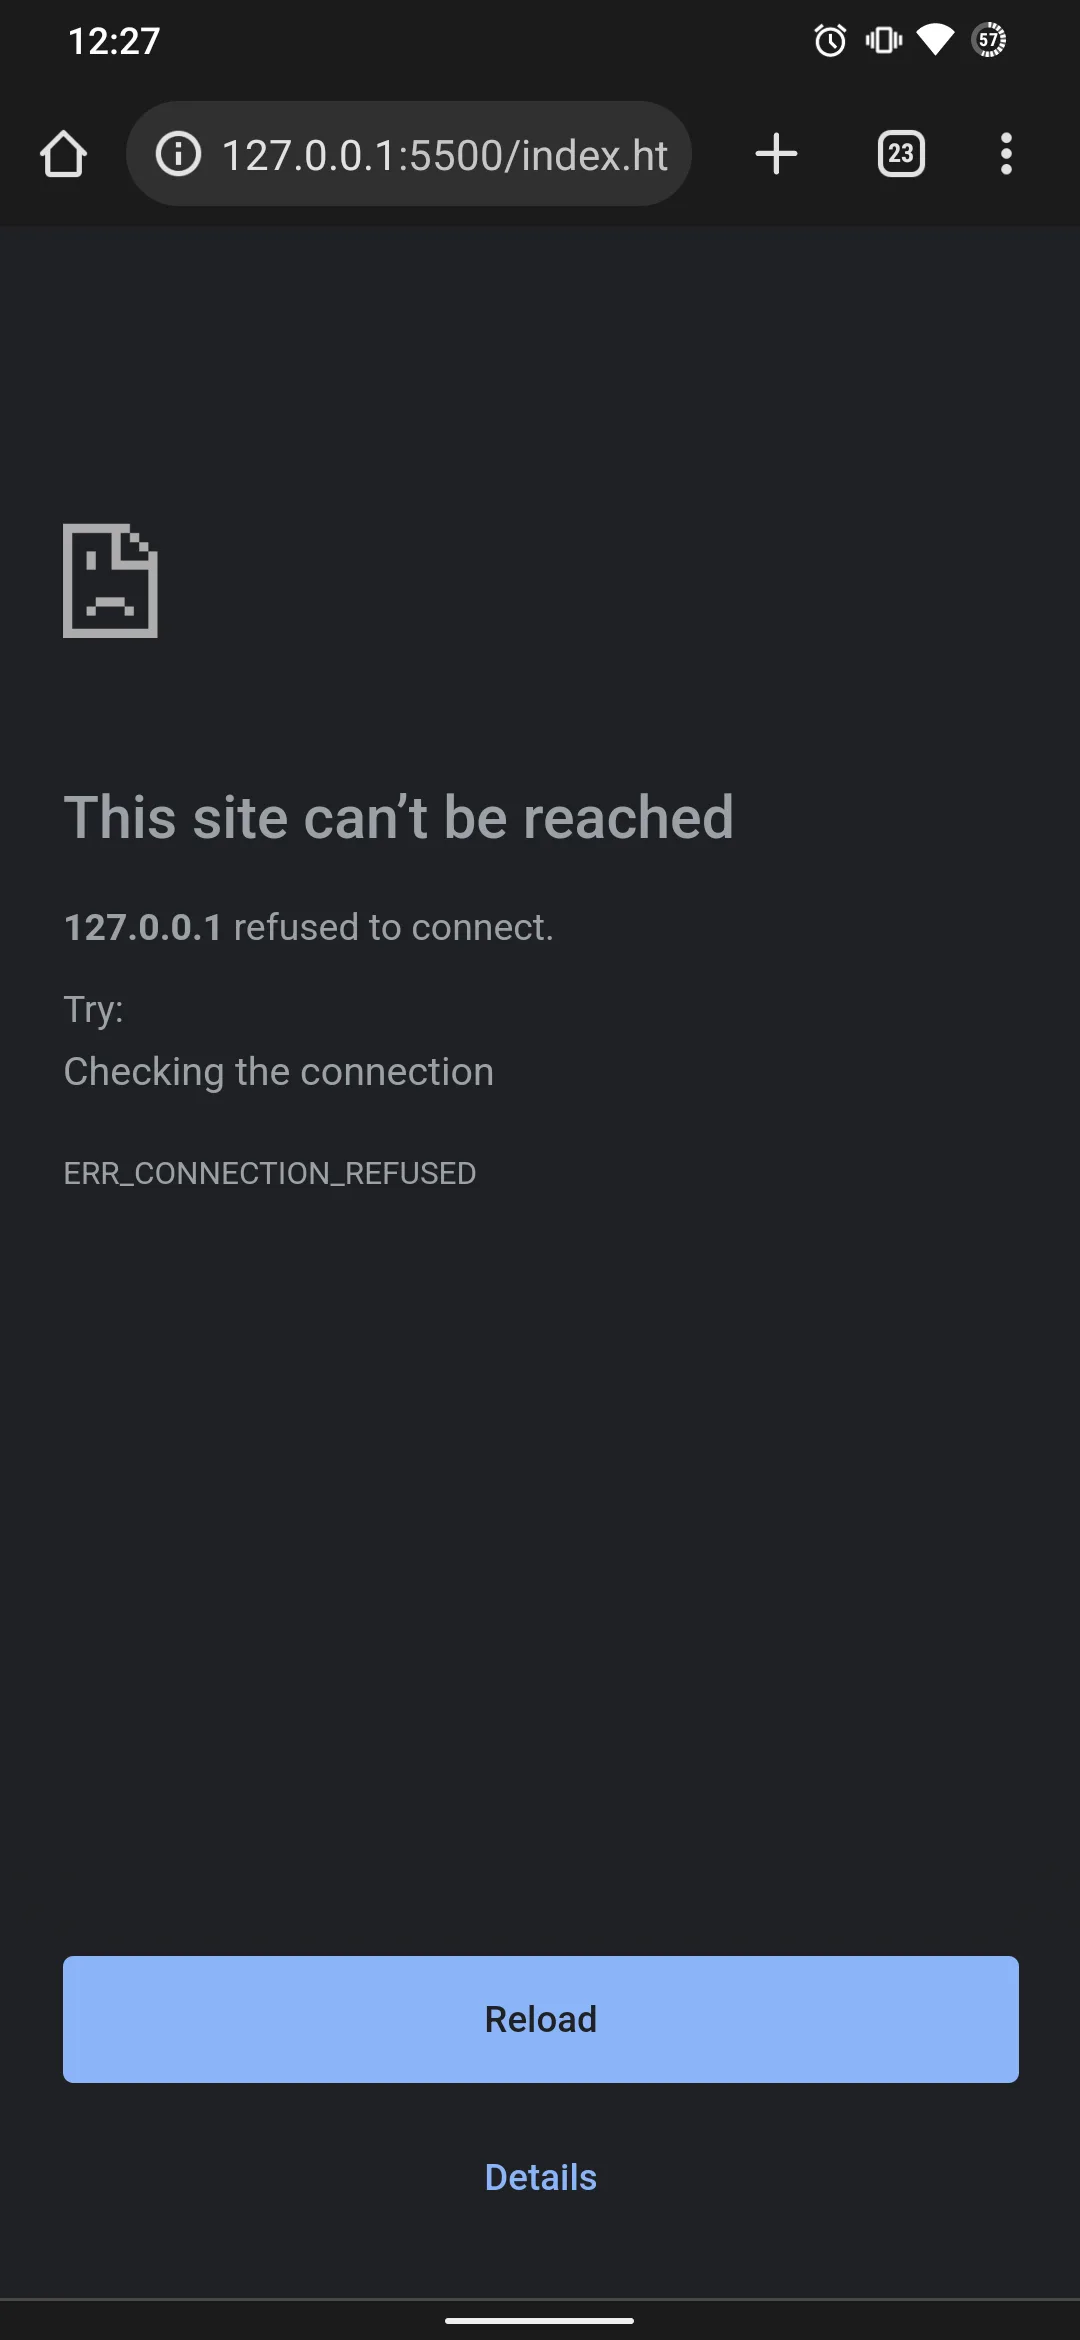 12:27
57
127.0.0.1:5500/index.ht
23
This site can’t be reached
127.0.0.1 refused to connect.
Try:
Checking the connection
ERR_CONNECTION_REFUSED
Reload
Details